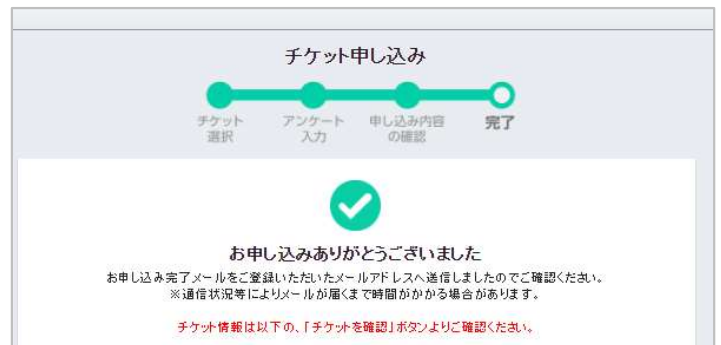 チケット申し込み
チケット
選択
アンケート
入力
申し込み内容
の確認
完了
お申し込みありがとうございました
お申し込み完了メールをご登録いただいたメールアドレスへ送信しましたのでご確認ください。
※通信状況等によりメールが届くまで時間がかかる場合があります。
チケット情報は以下の、「チケットを確認」ボタンよりご確認ください。